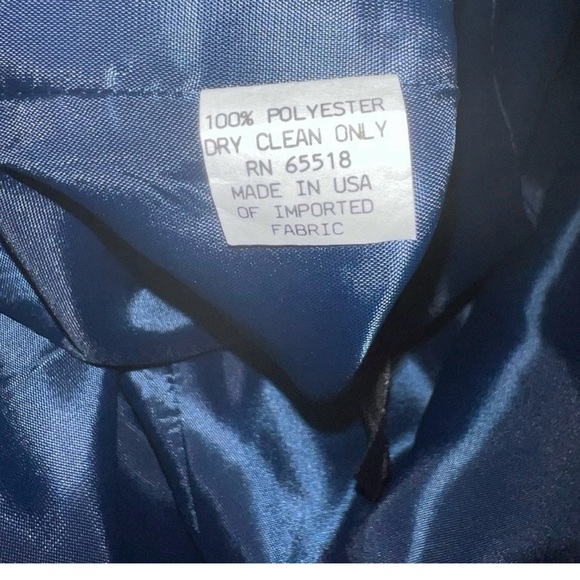 100% POLYESTER
DRY CLEAN ONLY
RN 65518
MADE IN USA
OF IMPORTED
FABRIC